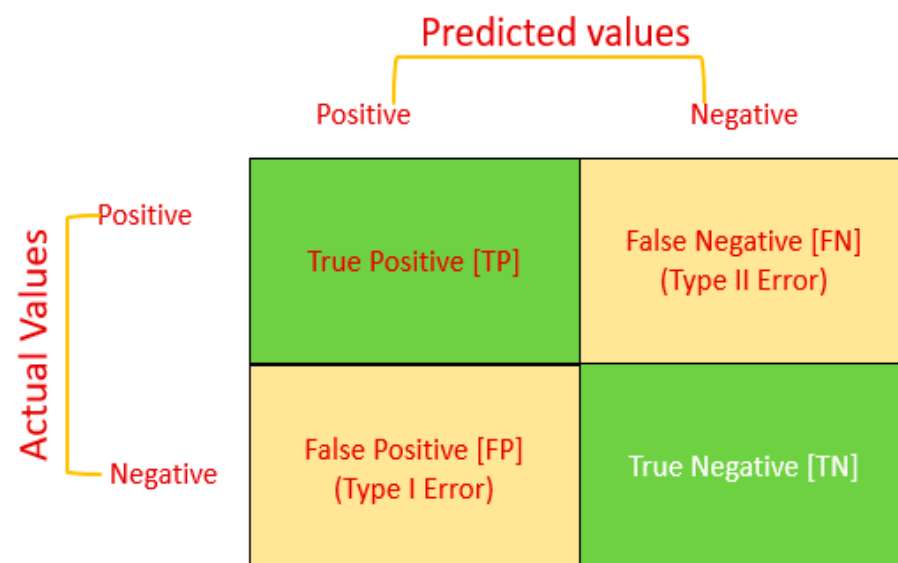 Predicted values
Positive
Negative
Actual Values
Positive
True Positive [TP]
False Negative [FN]
(Type II Error)
Negative
False Positive [FP]
(Type I Error)
True Negative [TN]